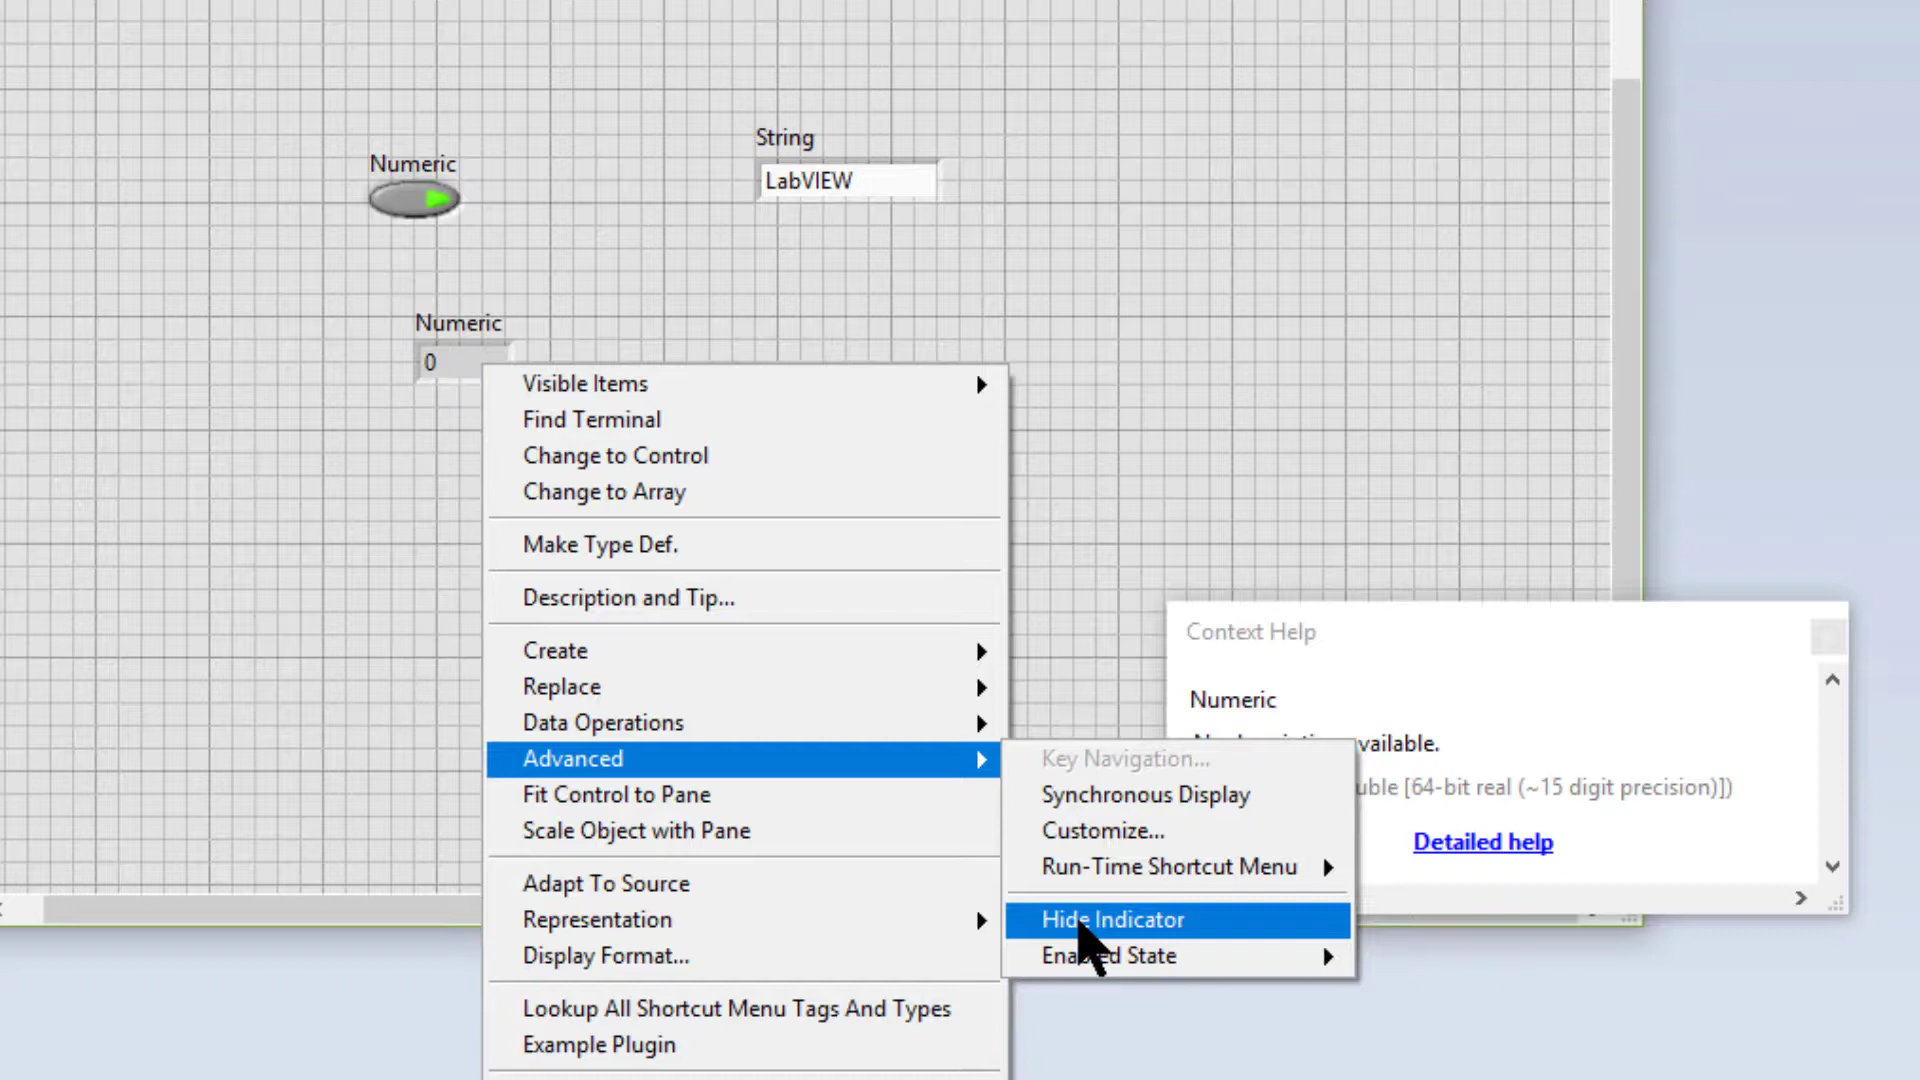 String
Numeric
LabVIEW
Numeric
0
Visible Items
Find Terminal
Change to Control
Change to Array
Make Type Def.
Description and Tip...
Create
Replace
Data Operations
Advanced
Fit Control to Pane
Scale Object with Pane
Adapt To Source
Representation
Display Format...
Lookup All Shortcut Menu Tags And Types
Example Plugin
Key Navigation...
Synchronous Display
Customize...
Run-Time Shortcut Menu
Hide Indicator
Enabled State
Context Help
Numeric
[64-bit real (~15 digit precision)])
Detailed help